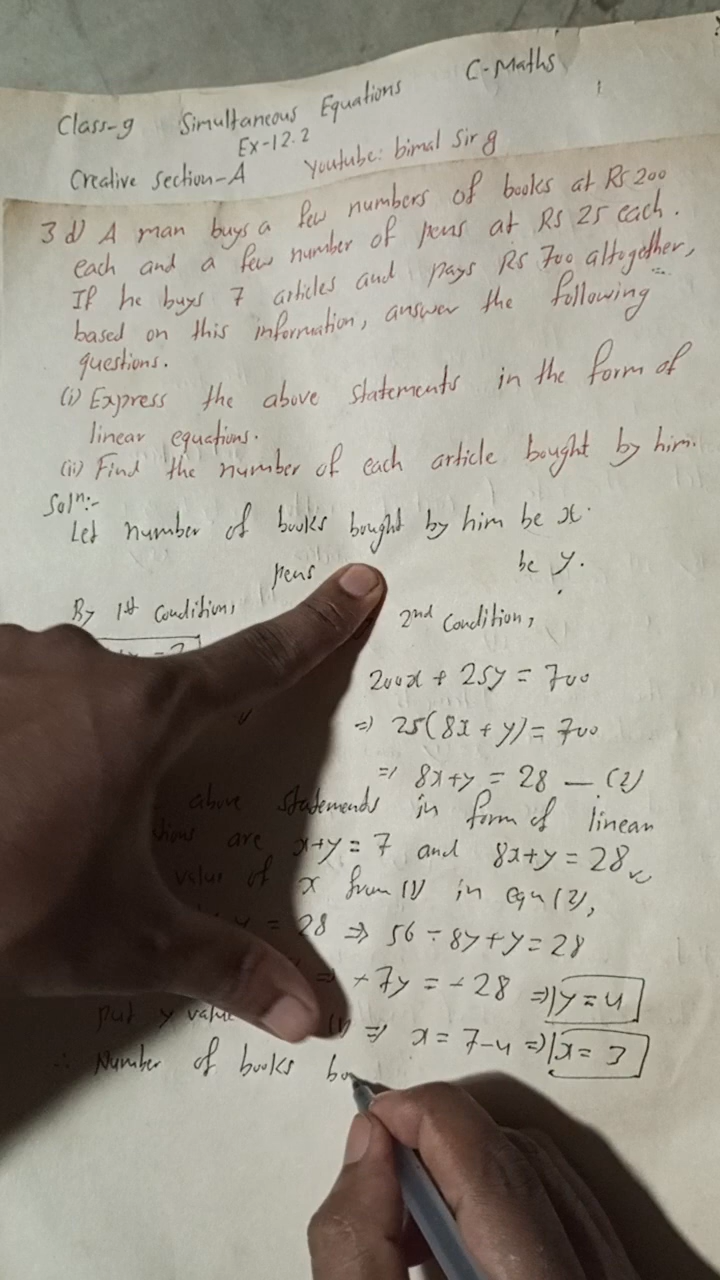 C-Maths
Class-9 Simultaneous Equations
Ex-12.2
Creative Section-A Youtube: bimal Sir g
3 d) A man buys a few numbers of books at Rs 200
each and a few number of pens at Rs 25 each.
If he buys 7 articles and pays Rs 700 altogether,
based on this information, answer the following
questions.
(i) Express the above statements in the form of
linear equations.
(ii) Find the number of each article bought by him.
Solⁿ:-
Let number of books bought by him be x.
pens be y.
By 1st condition, 2nd condition,
200x + 25y = 700
=) 25(8x + y) = 700
=) 8x+y = 28 — (2)
above statements in form of linear
are x+y = 7 and 8x+y = 28
value of x from (1) in eqn (2),
= 28 => 56 - 8y+y = 28
+ 7y = - 28 =) y = 4
put y value (1) => x = 7-4 =) x = 3
∴ Number of books bo